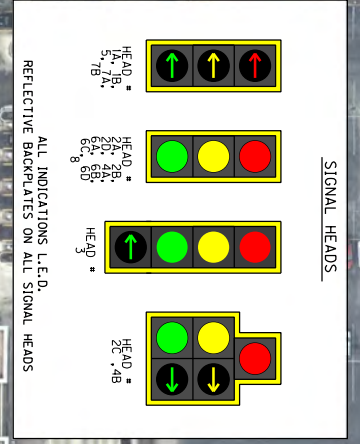 SIGNAL HEADS
HEAD #
1A, 1B,
5, 7A,
7B
HEAD #
2A, 2B,
2D, 4A,
6A, 6B,
6C, 6D
8
HEAD #
3
HEAD #
2C ,4B
ALL INDICATIONS L.E.D.
REFLECTIVE BACKPLATES ON ALL SIGNAL HEADS